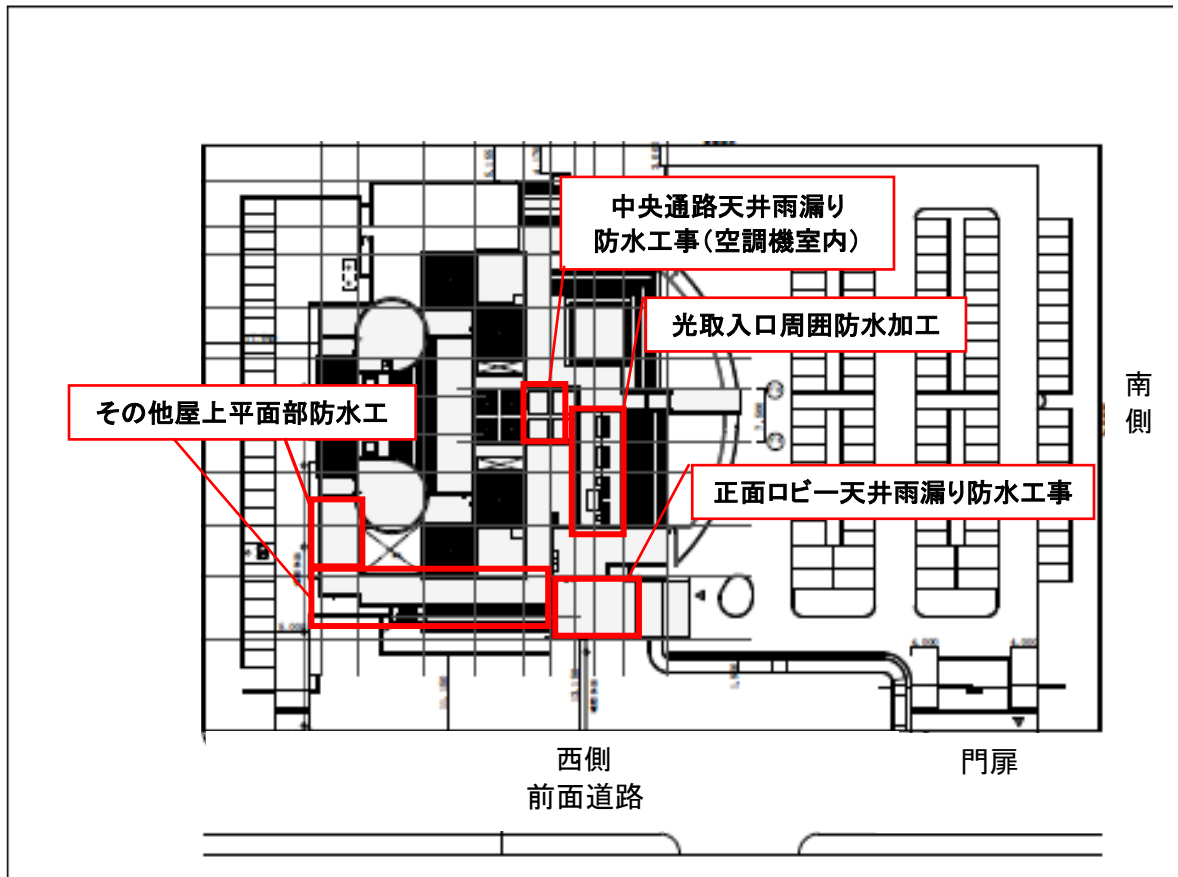 中央通路天井雨漏り
防水工事（空調機室内）
光取入口周囲防水加工
その他屋上平面部防水工
正面ロビー天井雨漏り防水工事
南側
西側
前面道路
門扉